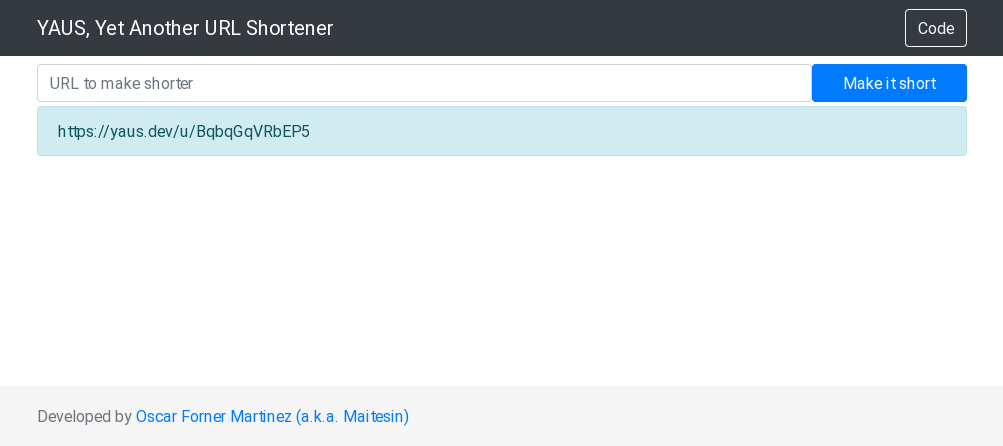 YAUS, Yet Another URL Shortener
Code
URL to make shorter
Make it short
https://yaus.dev/u/BqbqGqVRbEP5
Developed by Oscar Forner Martinez (a.k.a. Maitesin)